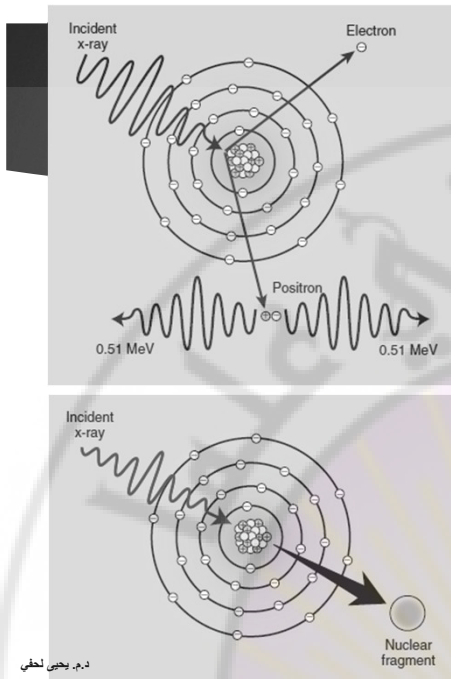 Incident
x-ray
Electron
Positron
0.51 MeV
0.51 MeV
Incident
x-ray
Nuclear
fragment
د.م. يحيى لحفي